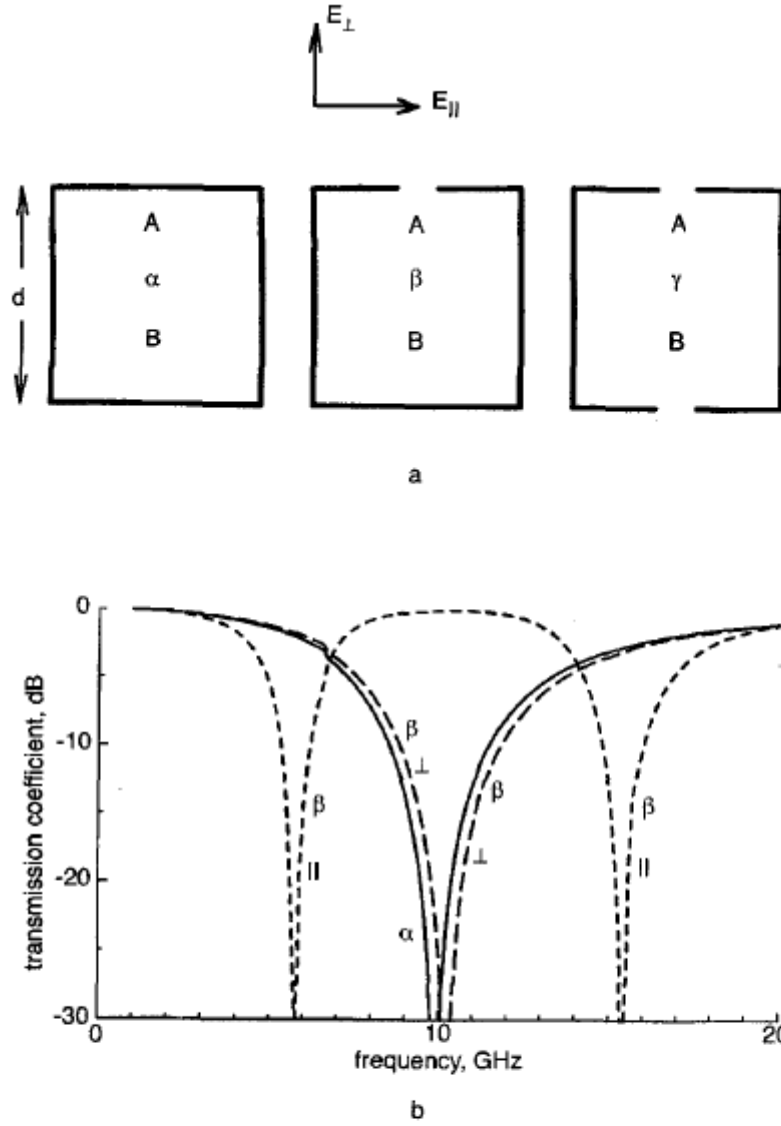 E⊥
E||
A A A
d α β γ
B B B
a
0
-10
-20
-30
transmission coefficient, dB
β
⊥
β
||
α
β
⊥
β
||
0 10 20
frequency, GHz
b